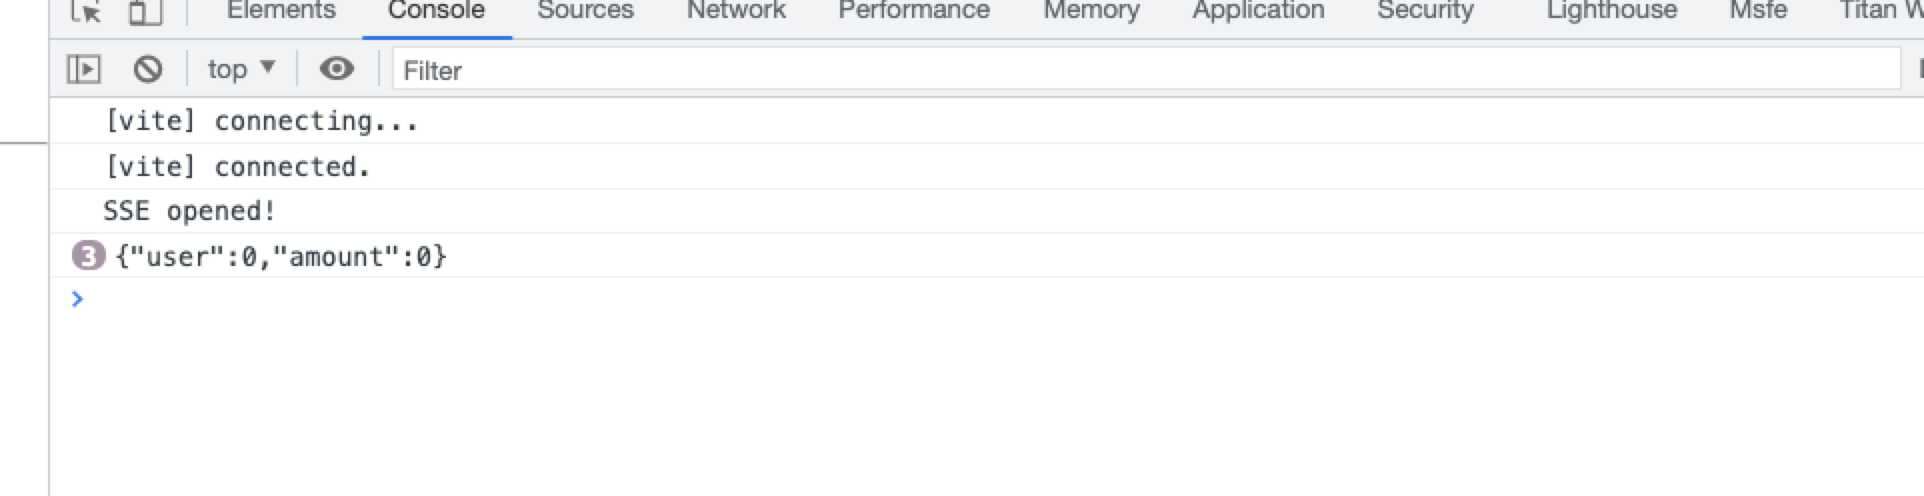 Elements Console Sources Network Performance Memory Application Security Lighthouse Msfe Titan
top Filter
[vite] connecting...
[vite] connected.
SSE opened!
3 {"user":0,"amount":0}